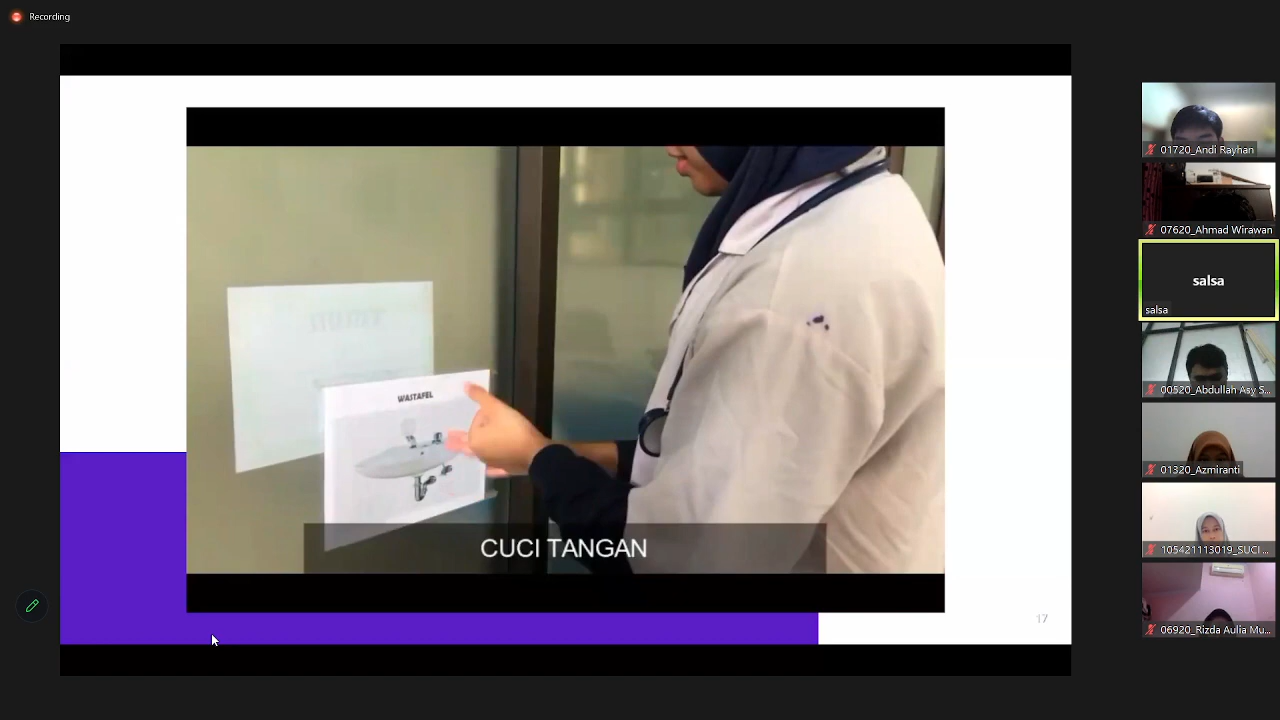 Recording
WASTAFEL
CUCI TANGAN
17
01720_Andi Rayhan
07620_Ahmad Wirawan
salsa
salsa
00520_Abdullah Asy S...
01320_Azmiranti
105421113019_SUCI ...
06920_Rizda Aulia Mu...